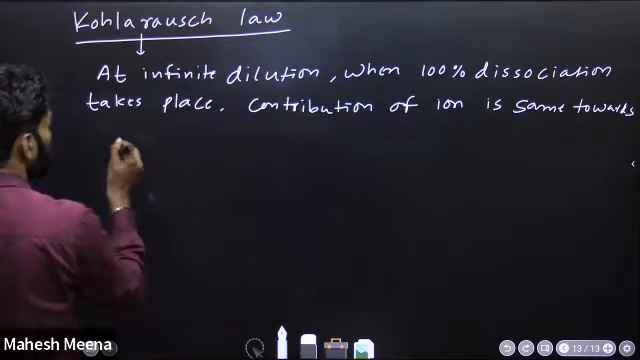 Kohlarausch law
At infinite dilution, when 100% dissociation
takes place. Contribution of ion is same towards
Mahesh Meena
13/13